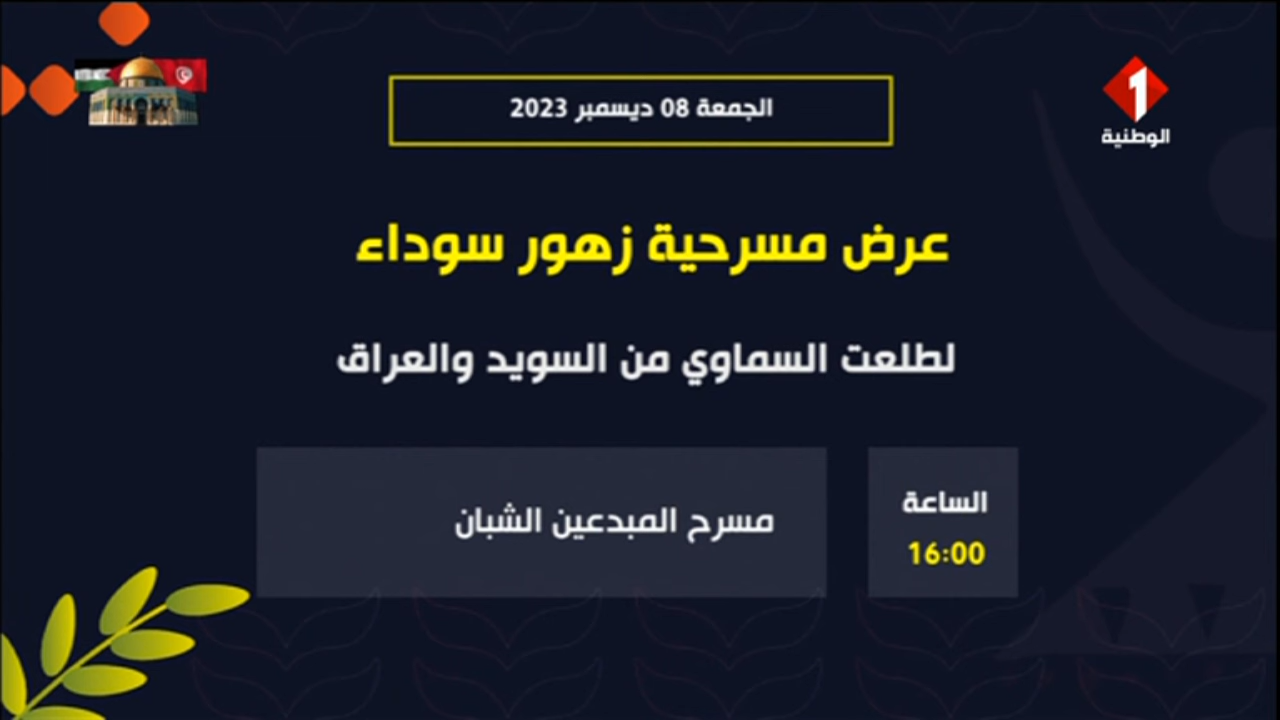 الجمعة 08 ديسمبر 2023
1
الوطنية
عرض مسرحية زهور سوداء
لطلعت السماوي من السويد والعراق
الساعة
16:00
مسرح المبدعين الشبان